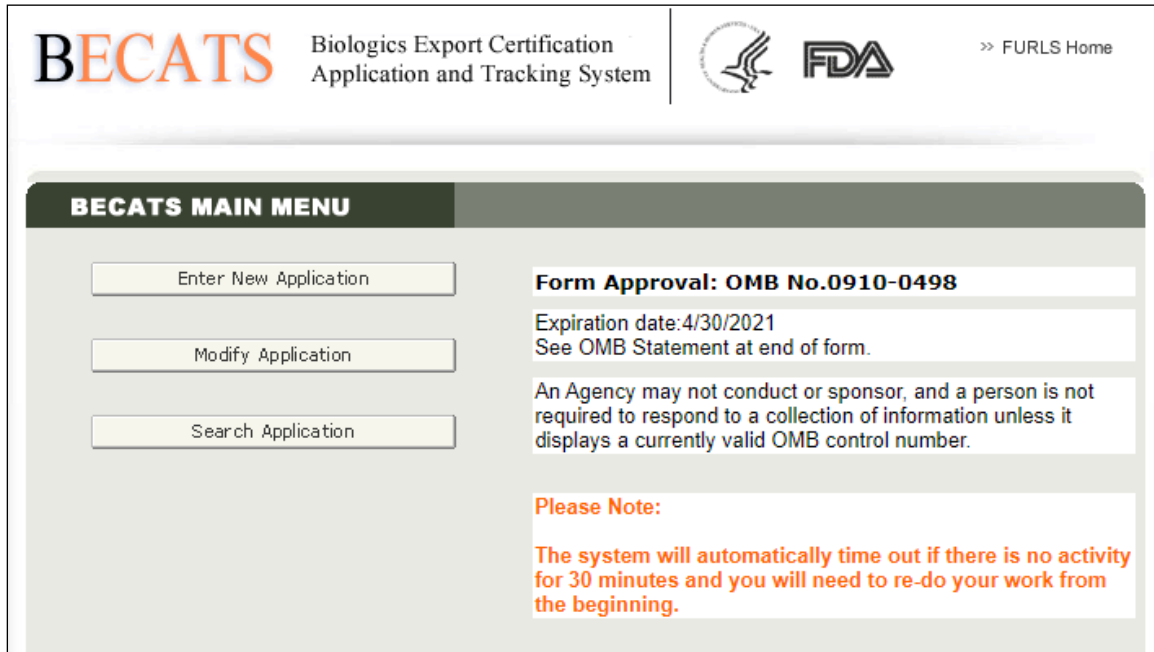 BECATS
Biologics Export Certification
Application and Tracking System
FDA
>> FURLS Home
BECATS MAIN MENU
Enter New Application
Modify Application
Search Application
Form Approval: OMB No.0910-0498
Expiration date:4/30/2021
See OMB Statement at end of form.
An Agency may not conduct or sponsor, and a person is not
required to respond to a collection of information unless it
displays a currently valid OMB control number.
Please Note:
The system will automatically time out if there is no activity
for 30 minutes and you will need to re-do your work from
the beginning.